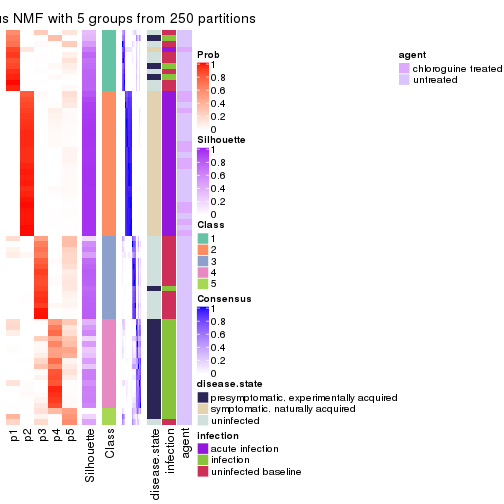 us NMF with 5 groups from 250 partitions
Prob
1
0.8
0.6
0.4
0.2
0
Silhouette
1
0.8
0.6
0.4
0.2
0
Class
1
2
3
4
5
Consensus
1
0.8
0.6
0.4
0.2
0
disease.state
presymptomatic. experimentally acquired
symptomatic. naturally acquired
uninfected
infection
acute infection
infection
uninfected baseline
agent
chloroguine treated
untreated
p1
p2
p3
p4
p5
Silhouette
Class
disease.state
infection
agent